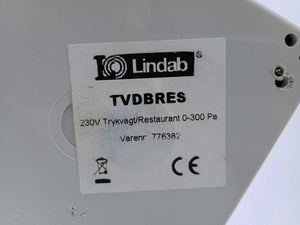 Lindab®
TVDBRES
230V Trykvagt/Restaurant 0-300 Pa
Varenr: 776382
CE